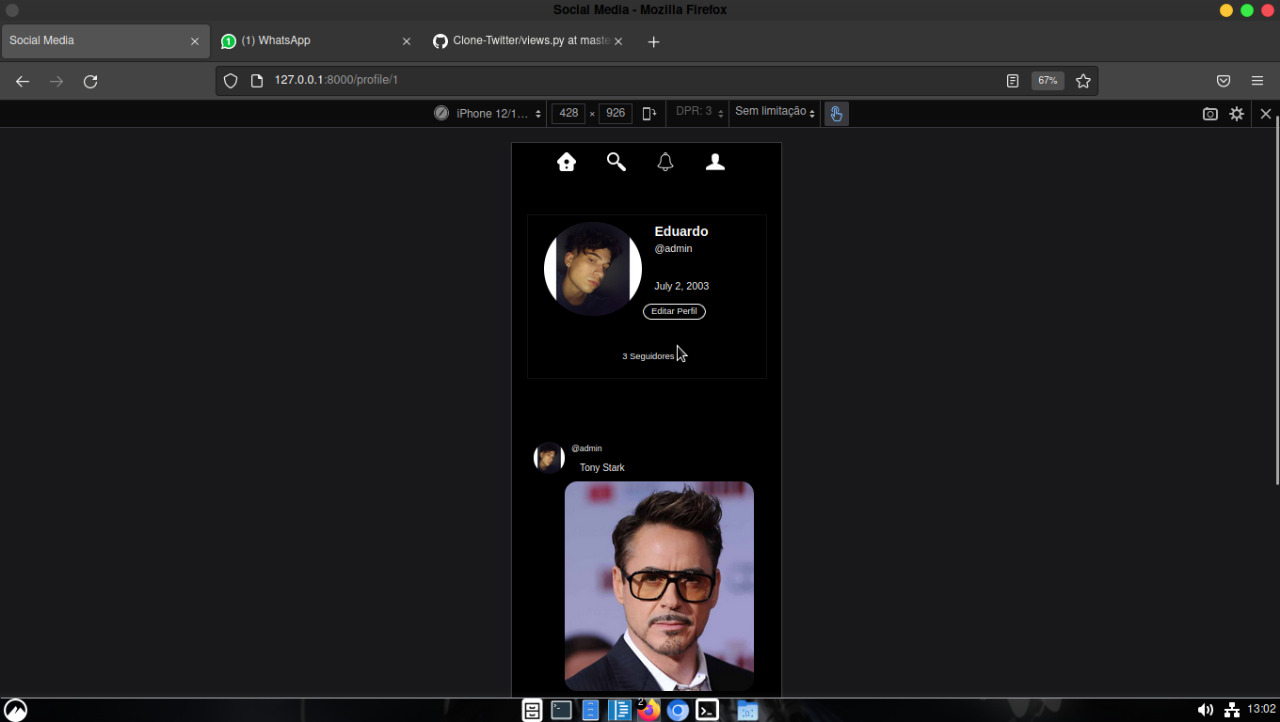 Social Media - Mozilla Firefox
Social Media
1 (1) WhatsApp
Clone-Twitter/views.py at maste
127.0.0.1:8000/profile/1
67%
iPhone 12/1... 428 × 926 DPR: 3 Sem limitação
Eduardo
@admin
July 2, 2003
Editar Perfil
3 Seguidores
@admin
Tony Stark
2
13:02